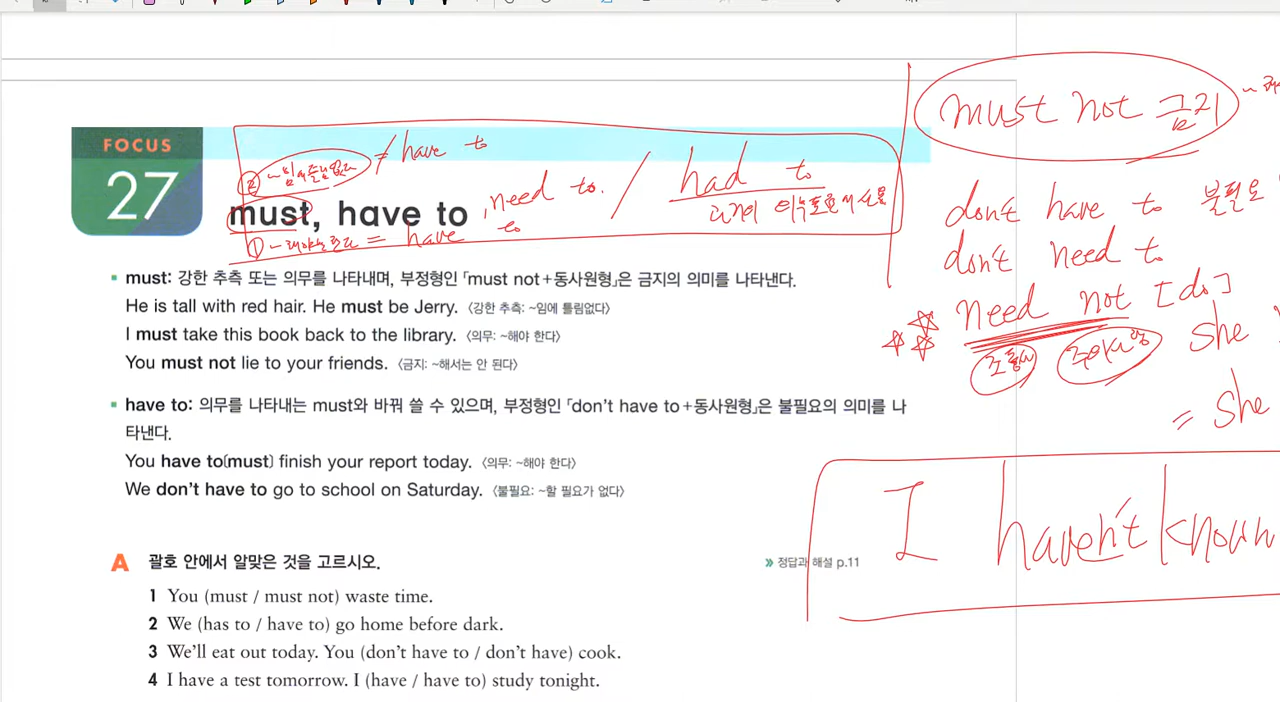 FOCUS
27
② ~임에 틀림없다 ≠ have to
must, have to , need to. / had to
과거의 의무
① ~해야한다 = have to
must not 금지
don't have to 불필요
don't need to
need not [do]
조동사
She
= She
I haven't known
must: 강한 추측 또는 의무를 나타내며, 부정형인 「must not+동사원형」은 금지의 의미를 나타낸다.
He is tall with red hair. He must be Jerry. 〈강한 추측: ~임에 틀림없다〉
I must take this book back to the library. 〈의무: ~해야 한다〉
You must not lie to your friends. 〈금지: ~해서는 안 된다〉
have to: 의무를 나타내는 must와 바꿔 쓸 수 있으며, 부정형인 「don't have to+동사원형」은 불필요의 의미를 나
타낸다.
You have to[must] finish your report today. 〈의무: ~해야 한다〉
We don't have to go to school on Saturday. 〈불필요: ~할 필요가 없다〉
A 괄호 안에서 알맞은 것을 고르시오.
정답과 해설 p.11
1 You (must / must not) waste time.
2 We (has to / have to) go home before dark.
3 We'll eat out today. You (don't have to / don't have) cook.
4 I have a test tomorrow. I (have / have to) study tonight.